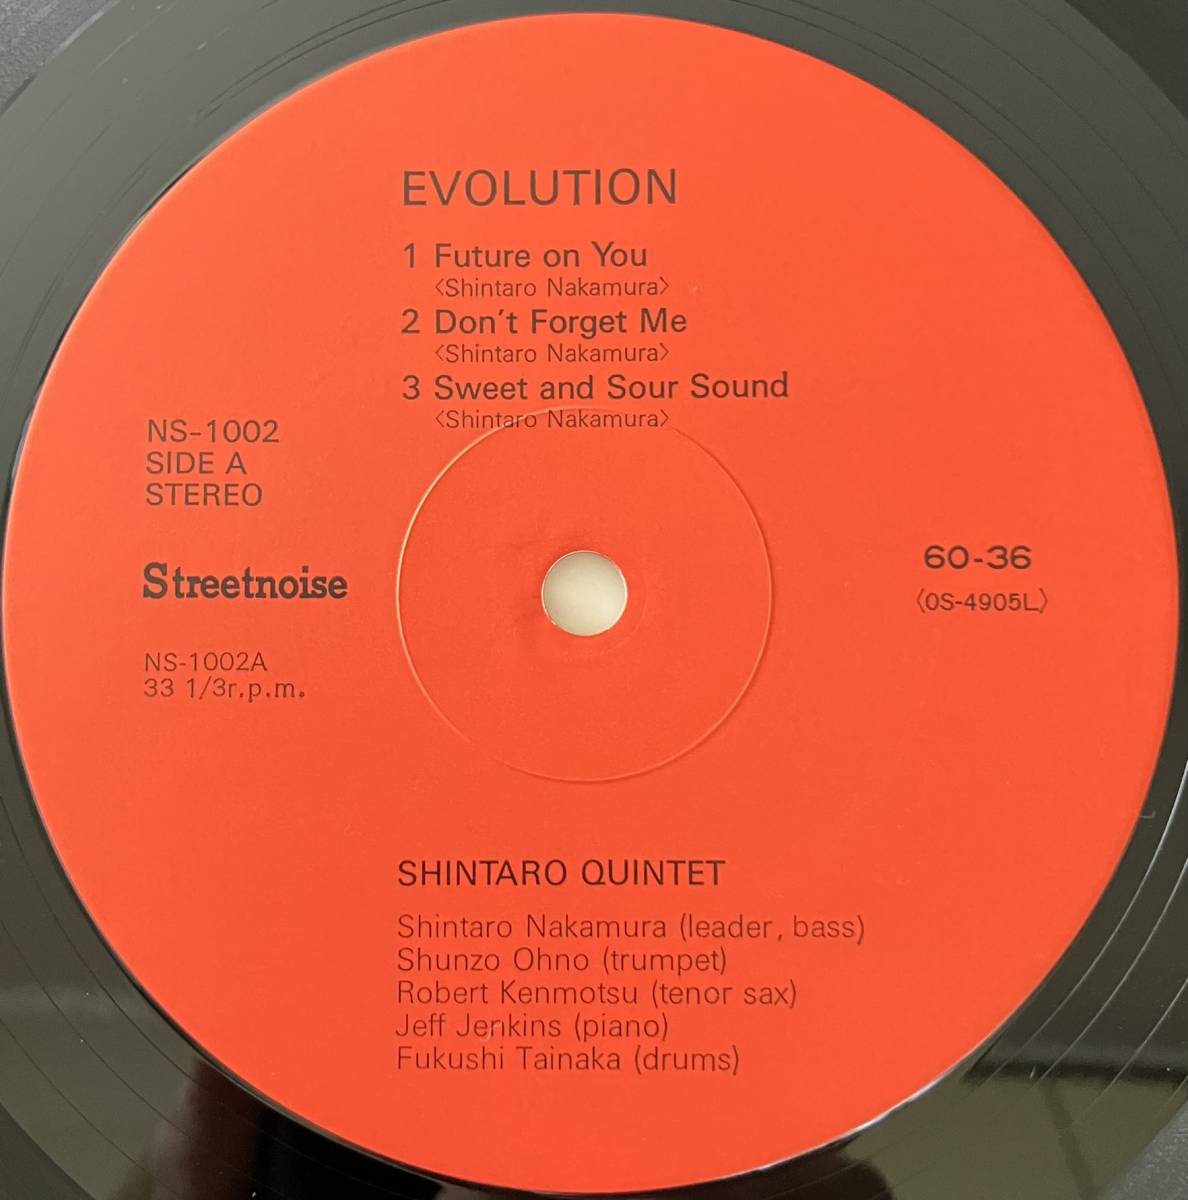 EVOLUTION
1 Future on You
〈Shintaro Nakamura〉
2 Don't Forget Me
〈Shintaro Nakamura〉
3 Sweet and Sour Sound
〈Shintaro Nakamura〉
NS-1002
SIDE A
STEREO
Streetnoise
NS-1002A
33 1/3r.p.m.
60-36
〈OS-4905L〉
SHINTARO QUINTET
Shintaro Nakamura (leader, bass)
Shunzo Ohno (trumpet)
Robert Kenmotsu (tenor sax)
Jeff Jenkins (piano)
Fukushi Tainaka (drums)